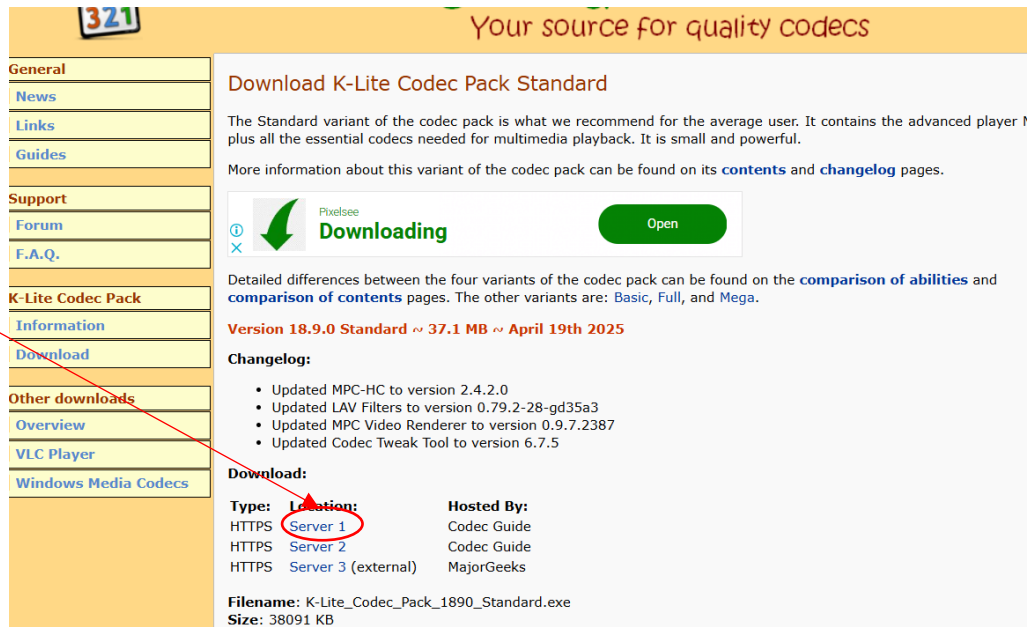 321
Your source for quality codecs
General
News
Links
Guides
Support
Forum
F.A.Q.
K-Lite Codec Pack
Information
Download
Other downloads
Overview
VLC Player
Windows Media Codecs
Download K-Lite Codec Pack Standard
The Standard variant of the codec pack is what we recommend for the average user. It contains the advanced player
plus all the essential codecs needed for multimedia playback. It is small and powerful.
More information about this variant of the codec pack can be found on its contents and changelog pages.
Pixelsee
Downloading
Open
Detailed differences between the four variants of the codec pack can be found on the comparison of abilities and
comparison of contents pages. The other variants are: Basic, Full, and Mega.
Version 18.9.0 Standard ~ 37.1 MB ~ April 19th 2025
Changelog:
• Updated MPC-HC to version 2.4.2.0
• Updated LAV Filters to version 0.79.2-28-gd35a3
• Updated MPC Video Renderer to version 0.9.7.2387
• Updated Codec Tweak Tool to version 6.7.5
Download:
Type: Location: Hosted By:
HTTPS Server 1 Codec Guide
HTTPS Server 2 Codec Guide
HTTPS Server 3 (external) MajorGeeks
Filename: K-Lite_Codec_Pack_1890_Standard.exe
Size: 38091 KB